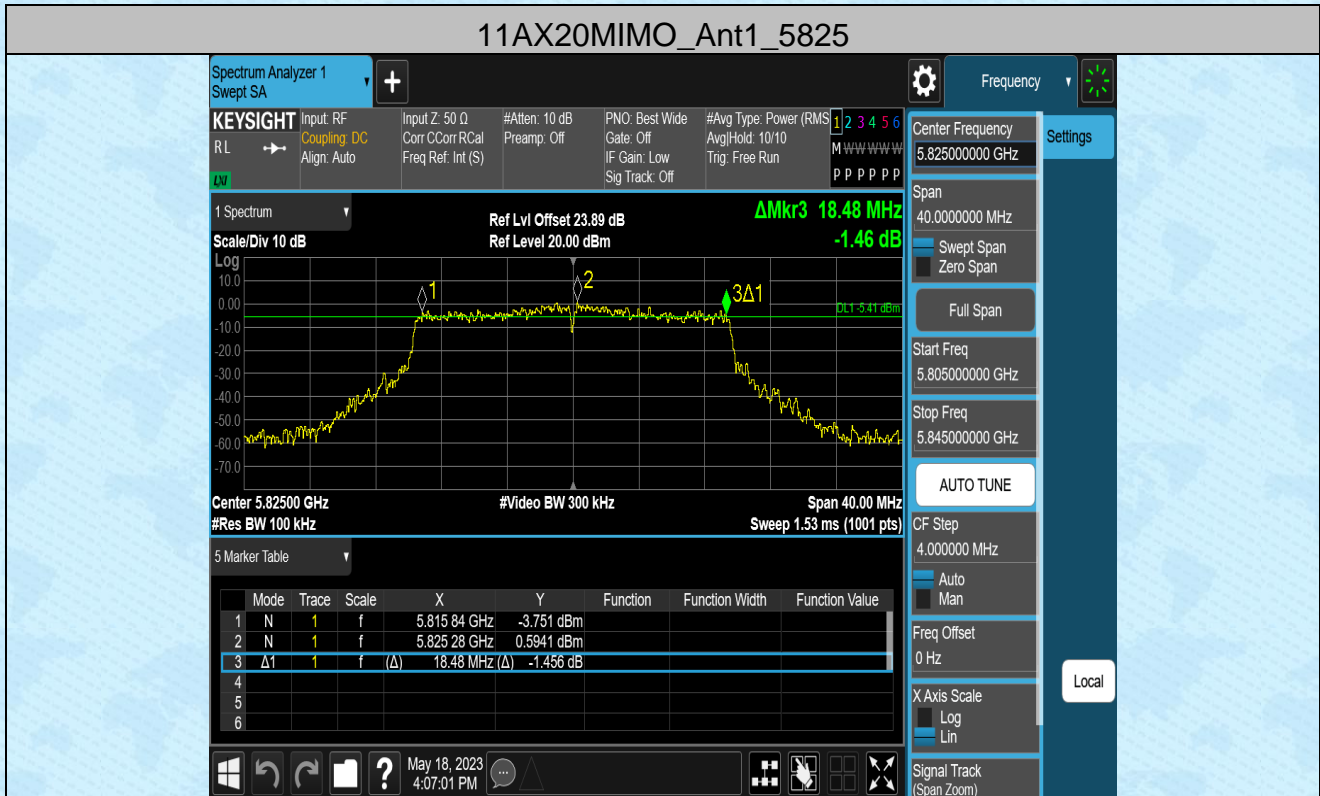 11AX20MIMO_Ant1_5825
Spectrum Analyzer 1
Swept SA
+
Frequency
KEYSIGHT
RL
LXI
Input: RF
Coupling: DC
Align: Auto
Input Z: 50 Ω
Corr CCorr RCal
Freq Ref: Int (S)
#Atten: 10 dB
Preamp: Off
PNO: Best Wide
Gate: Off
IF Gain: Low
Sig Track: Off
#Avg Type: Power (RMS
Avg|Hold: 10/10
Trig: Free Run
1 2 3 4 5 6
M W W W W W
P P P P P P
1 Spectrum
Scale/Div 10 dB
Log
Ref Lvl Offset 23.89 dB
Ref Level 20.00 dBm
ΔMkr3 18.48 MHz
-1.46 dB
10.0
0.00
-10.0
-20.0
-30.0
-40.0
-50.0
-60.0
-70.0
1
2
3Δ1
DL1 -5.41 dBm
Center 5.82500 GHz
#Video BW 300 kHz
Span 40.00 MHz
#Res BW 100 kHz
Sweep 1.53 ms (1001 pts)
5 Marker Table
Mode Trace Scale X Y Function Function Width Function Value
1 N 1 f 5.815 84 GHz -3.751 dBm
2 N 1 f 5.825 28 GHz 0.5941 dBm
3 Δ1 1 f (Δ) 18.48 MHz (Δ) -1.456 dB
4
5
6
?
May 18, 2023
4:07:01 PM
Center Frequency
5.825000000 GHz
Settings
Span
40.0000000 MHz
Swept Span
Zero Span
Full Span
Start Freq
5.805000000 GHz
Stop Freq
5.845000000 GHz
AUTO TUNE
CF Step
4.000000 MHz
Auto
Man
Freq Offset
0 Hz
X Axis Scale
Log
Lin
Local
Signal Track
(Span Zoom)